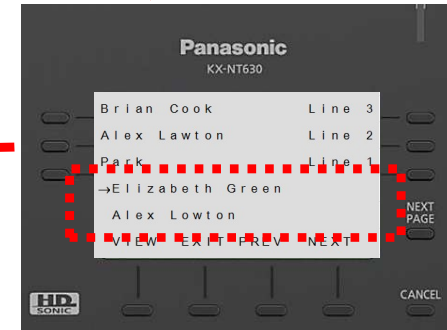 Panasonic
KX-NT630
Brian Cook Line 3
Alex Lawton Line 2
Park Line 1
→Elizabeth Green
Alex Lowton
NEXT
PAGE
VIEW EXIT PREV NEXT
HD
SONIC
CANCEL